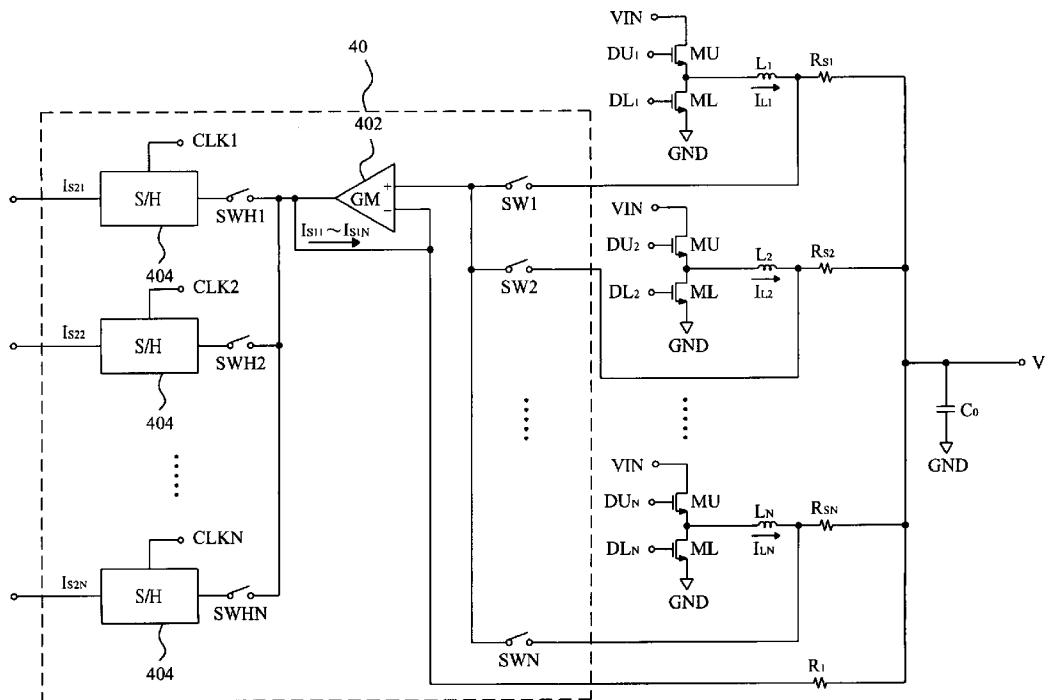 VIN
DU1
MU
L1
RS1
DL1
ML
IL1
GND
40
402
CLK1
IS21
S/H
SWH1
GM
+
−
IS11 ~ IS1N
SW1
404
VIN
DU2
MU
L2
RS2
DL2
ML
IL2
GND
CLK2
IS22
S/H
SWH2
SW2
404
V
C0
GND
VIN
DUN
MU
LN
RSN
DLN
ML
ILN
GND
CLKN
IS2N
S/H
SWHN
SWN
404
R1